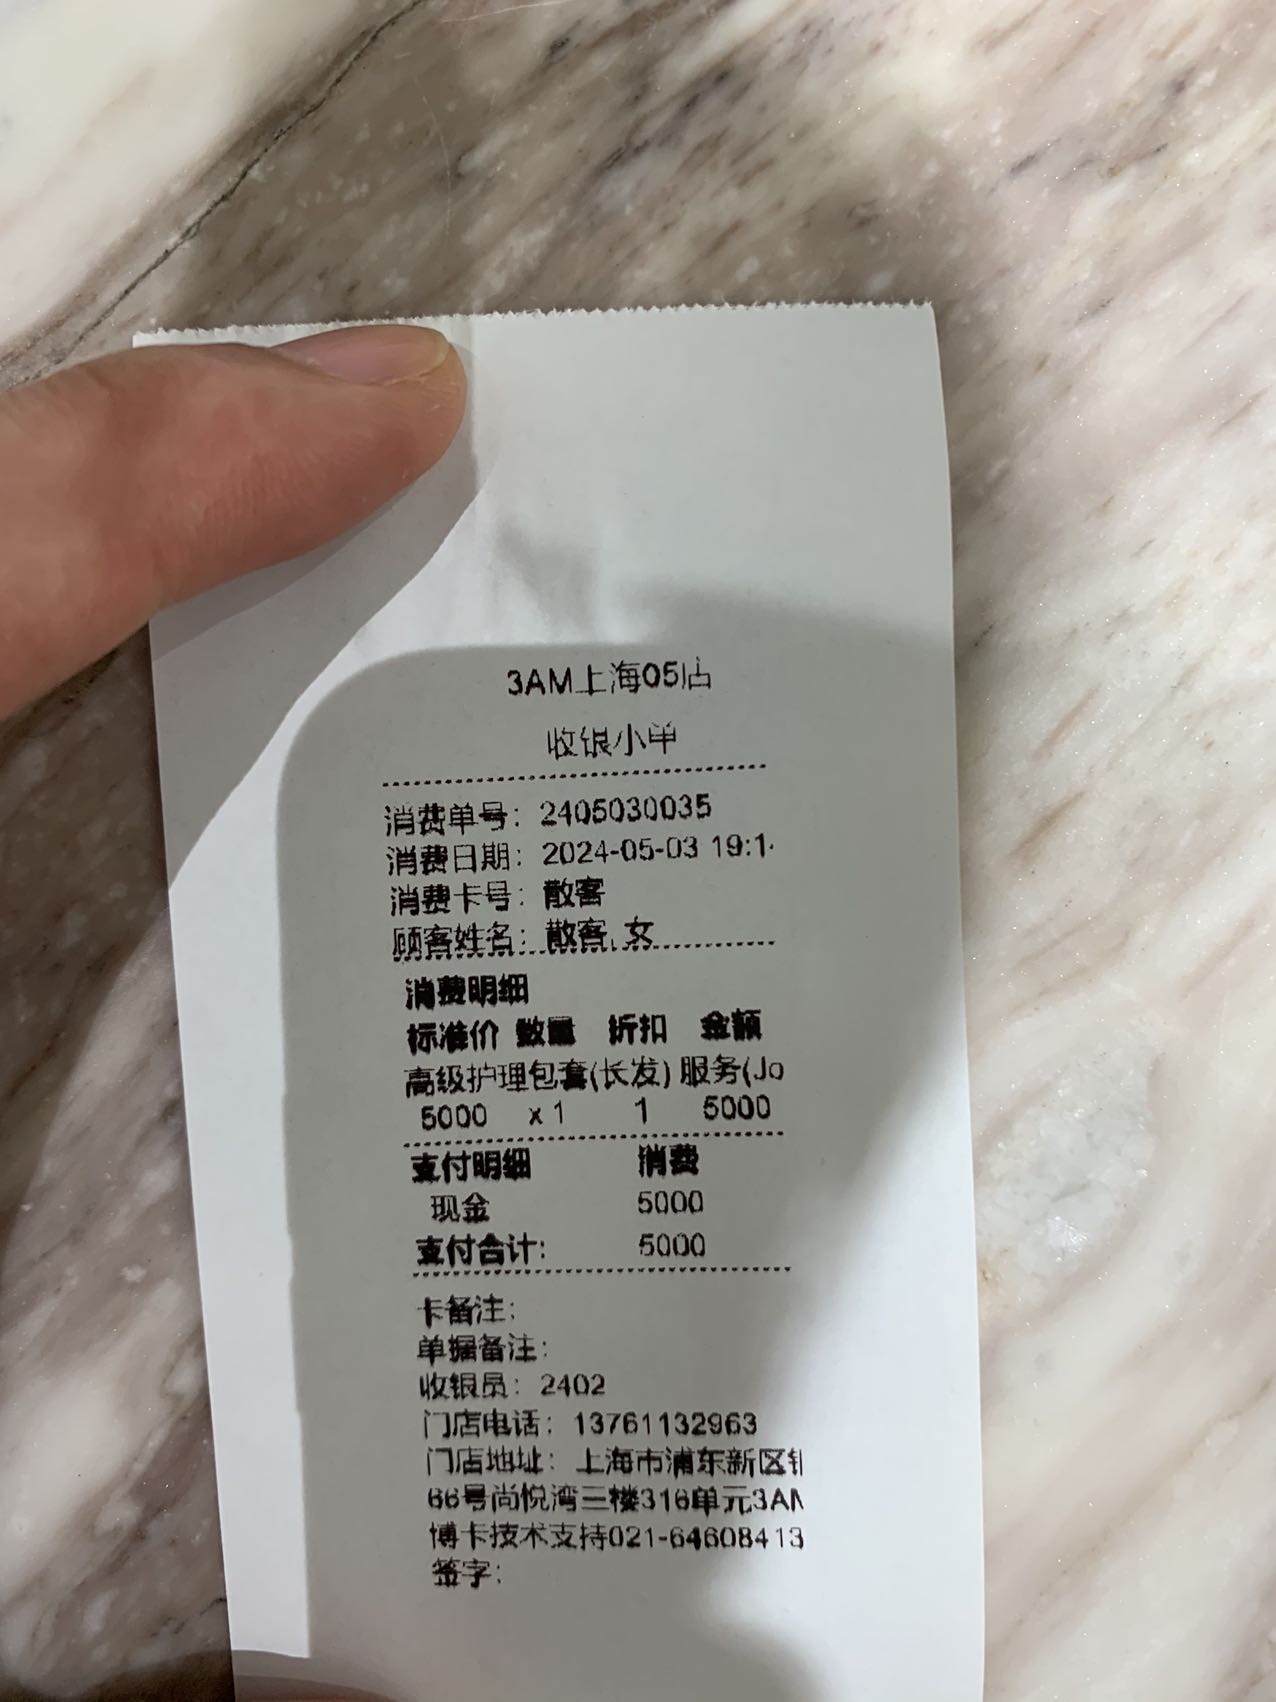 3AM上海05店
收银小单
消费单号：2405030035
消费日期：2024-05-03 19:1
消费卡号：散客
顾客姓名：散客,女
消费明细
标准价 数量 折扣 金额
高级护理包套(长发)服务(Jo
5000 x1 1 5000
支付明细 消费
现金 5000
支付合计: 5000
卡备注:
单据备注:
收银员：2402
门店电话：13761132963
门店地址：上海市浦东新区
66号尚悦湾三楼316单元3AM
博卡技术支持021-64608413
签字: